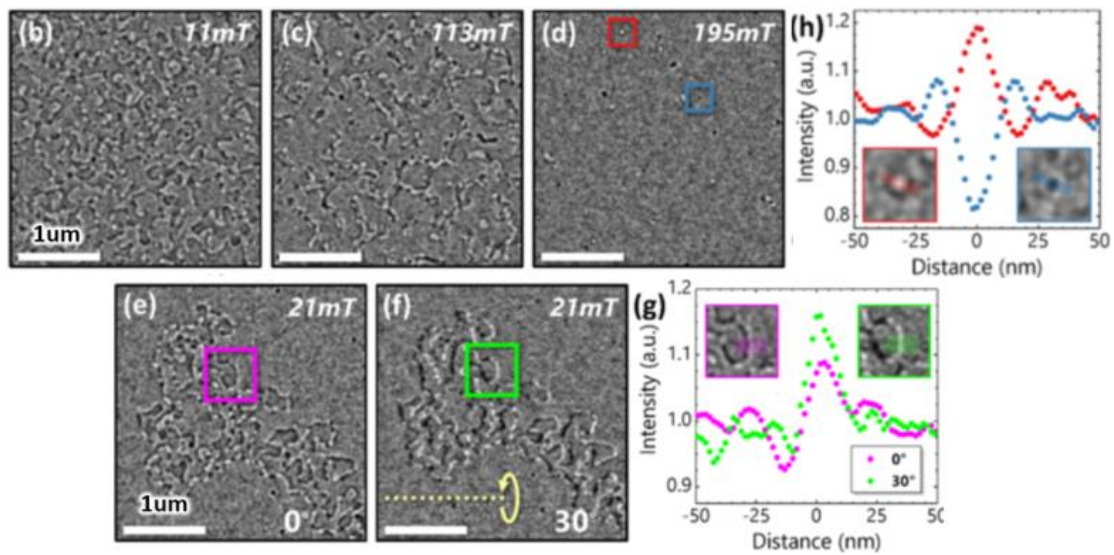 (b) 11mT
(c) 113mT
(d) 195mT
1um
(h)
Intensity (a.u.)
1.2
1.1
1.0
0.9
0.8
-50 -25 0 25 50
Distance (nm)
(e) 21mT
1um
0
(f) 21mT
30
(g)
Intensity (a.u.)
1.2
1.1
1.0
0.9
0°
30°
-50 -25 0 25 50
Distance (nm)